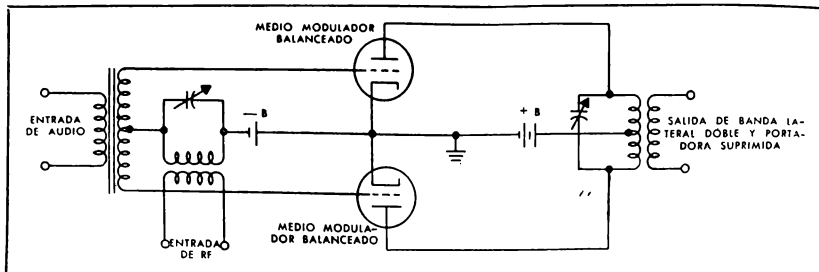 MEDIO MODULADOR
BALANCEADO
ENTRADA
DE AUDIO
— B
+ B
SALIDA DE BANDA LA-
TERAL DOBLE Y PORTA-
DORA SUPRIMIDA
ENTRADA
DE RF
MEDIO MODULA-
DOR BALANCEADO